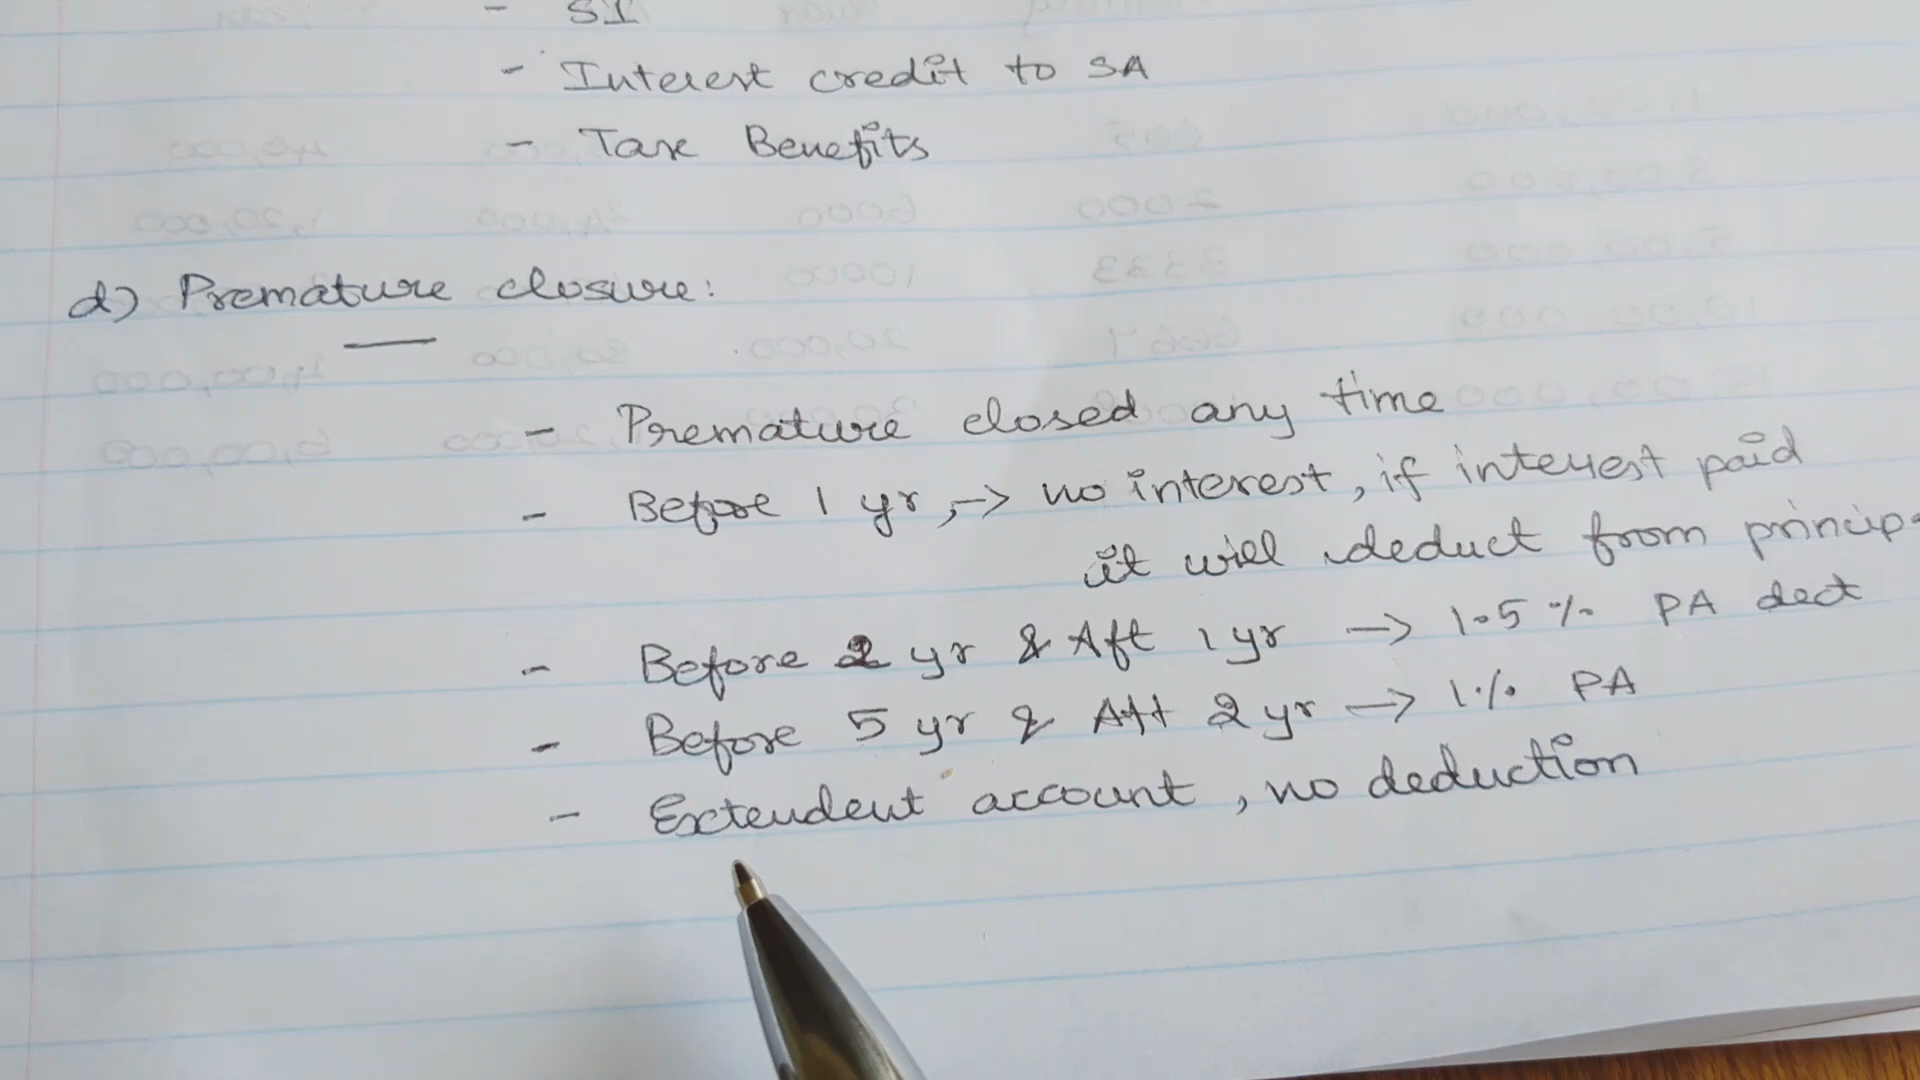 - SI
- Interest credit to SA
- Tax Benefits
d) Premature closure:
- Premature closed any time
- Before 1 yr, -> no interest, if interest paid
it will deduct from princip
- Before 2 yr & Aft 1 yr -> 1.5 % PA dect
- Before 5 yr & Aft 2 yr -> 1% PA
- Extendent account, no deduction